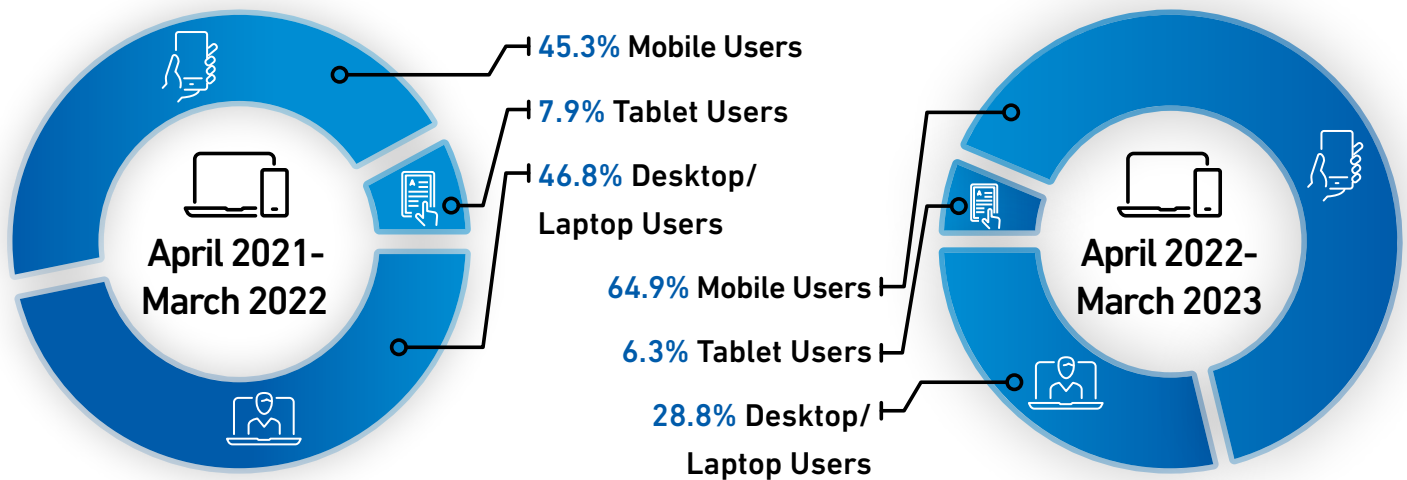 45.3% Mobile Users
7.9% Tablet Users
46.8% Desktop/
Laptop Users
April 2021-
March 2022
64.9% Mobile Users
6.3% Tablet Users
28.8% Desktop/
Laptop Users
April 2022-
March 2023